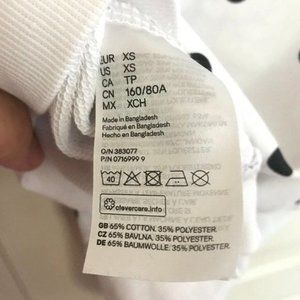 EUR XS
US XS
CA TP
CN 160/80A
MX XCH
Made in Bangladesh
Fabriqué en Bangladesh
Hecho en Bangladesh
O/N 383077
P/N 0716999 9
40
clevercare.info
GB 65% COTTON. 35% POLYESTER.
CZ 65% BAVLNA. 35% POLYESTER.
DE 65% BAUMWOLLE. 35% POLYESTER.